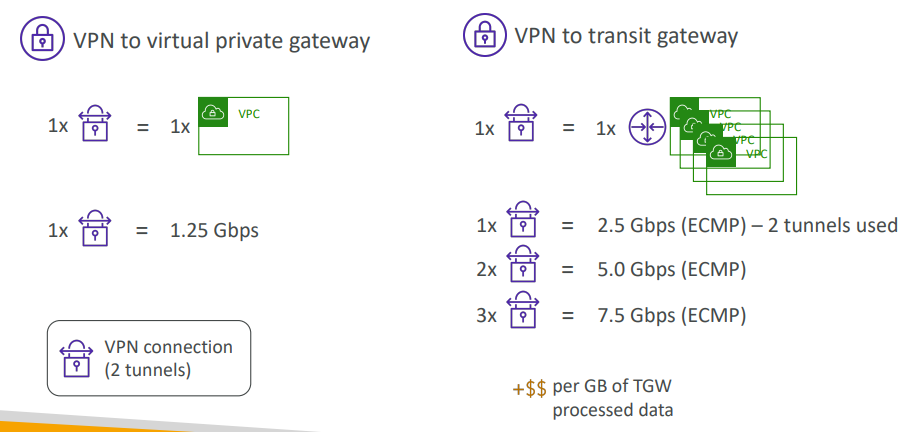 VPN to virtual private gateway
1x = 1x VPC
1x = 1.25 Gbps
VPN connection
(2 tunnels)
VPN to transit gateway
1x = 1x VPC
VPC
VPC
VPC
1x = 2.5 Gbps (ECMP) – 2 tunnels used
2x = 5.0 Gbps (ECMP)
3x = 7.5 Gbps (ECMP)
+$$ per GB of TGW
processed data